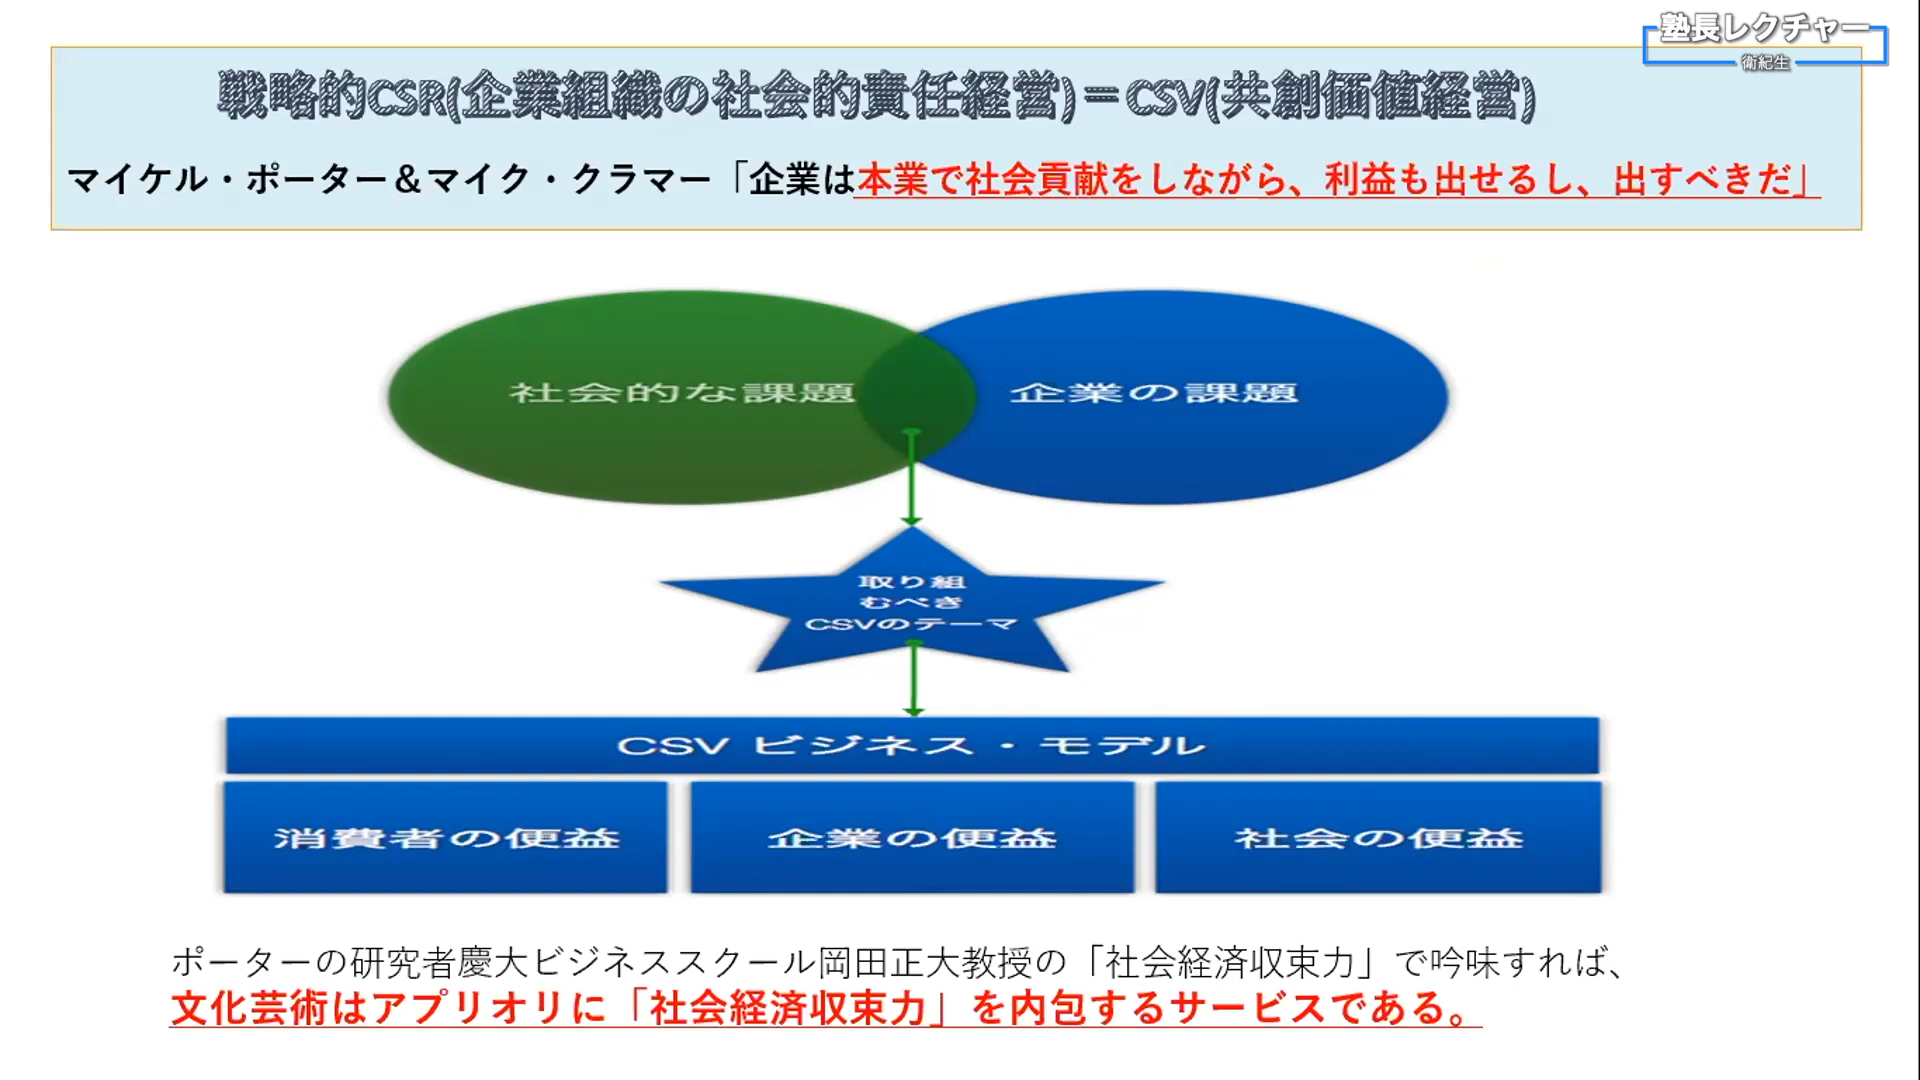 塾長レクチャー
衛紀生
戦略的CSR(企業組織の社会的責任経営)＝CSV(共創価値経営)
マイケル・ポーター＆マイク・クラマー「企業は本業で社会貢献をしながら、利益も出せるし、出すべきだ」
社会的な課題
企業の課題
取り組
むべき
CSVのテーマ
CSV ビジネス・モデル
消費者の便益
企業の便益
社会の便益
ポーターの研究者慶大ビジネススクール岡田正大教授の「社会経済収束力」で吟味すれば、
文化芸術はアプリオリに「社会経済収束力」を内包するサービスである。